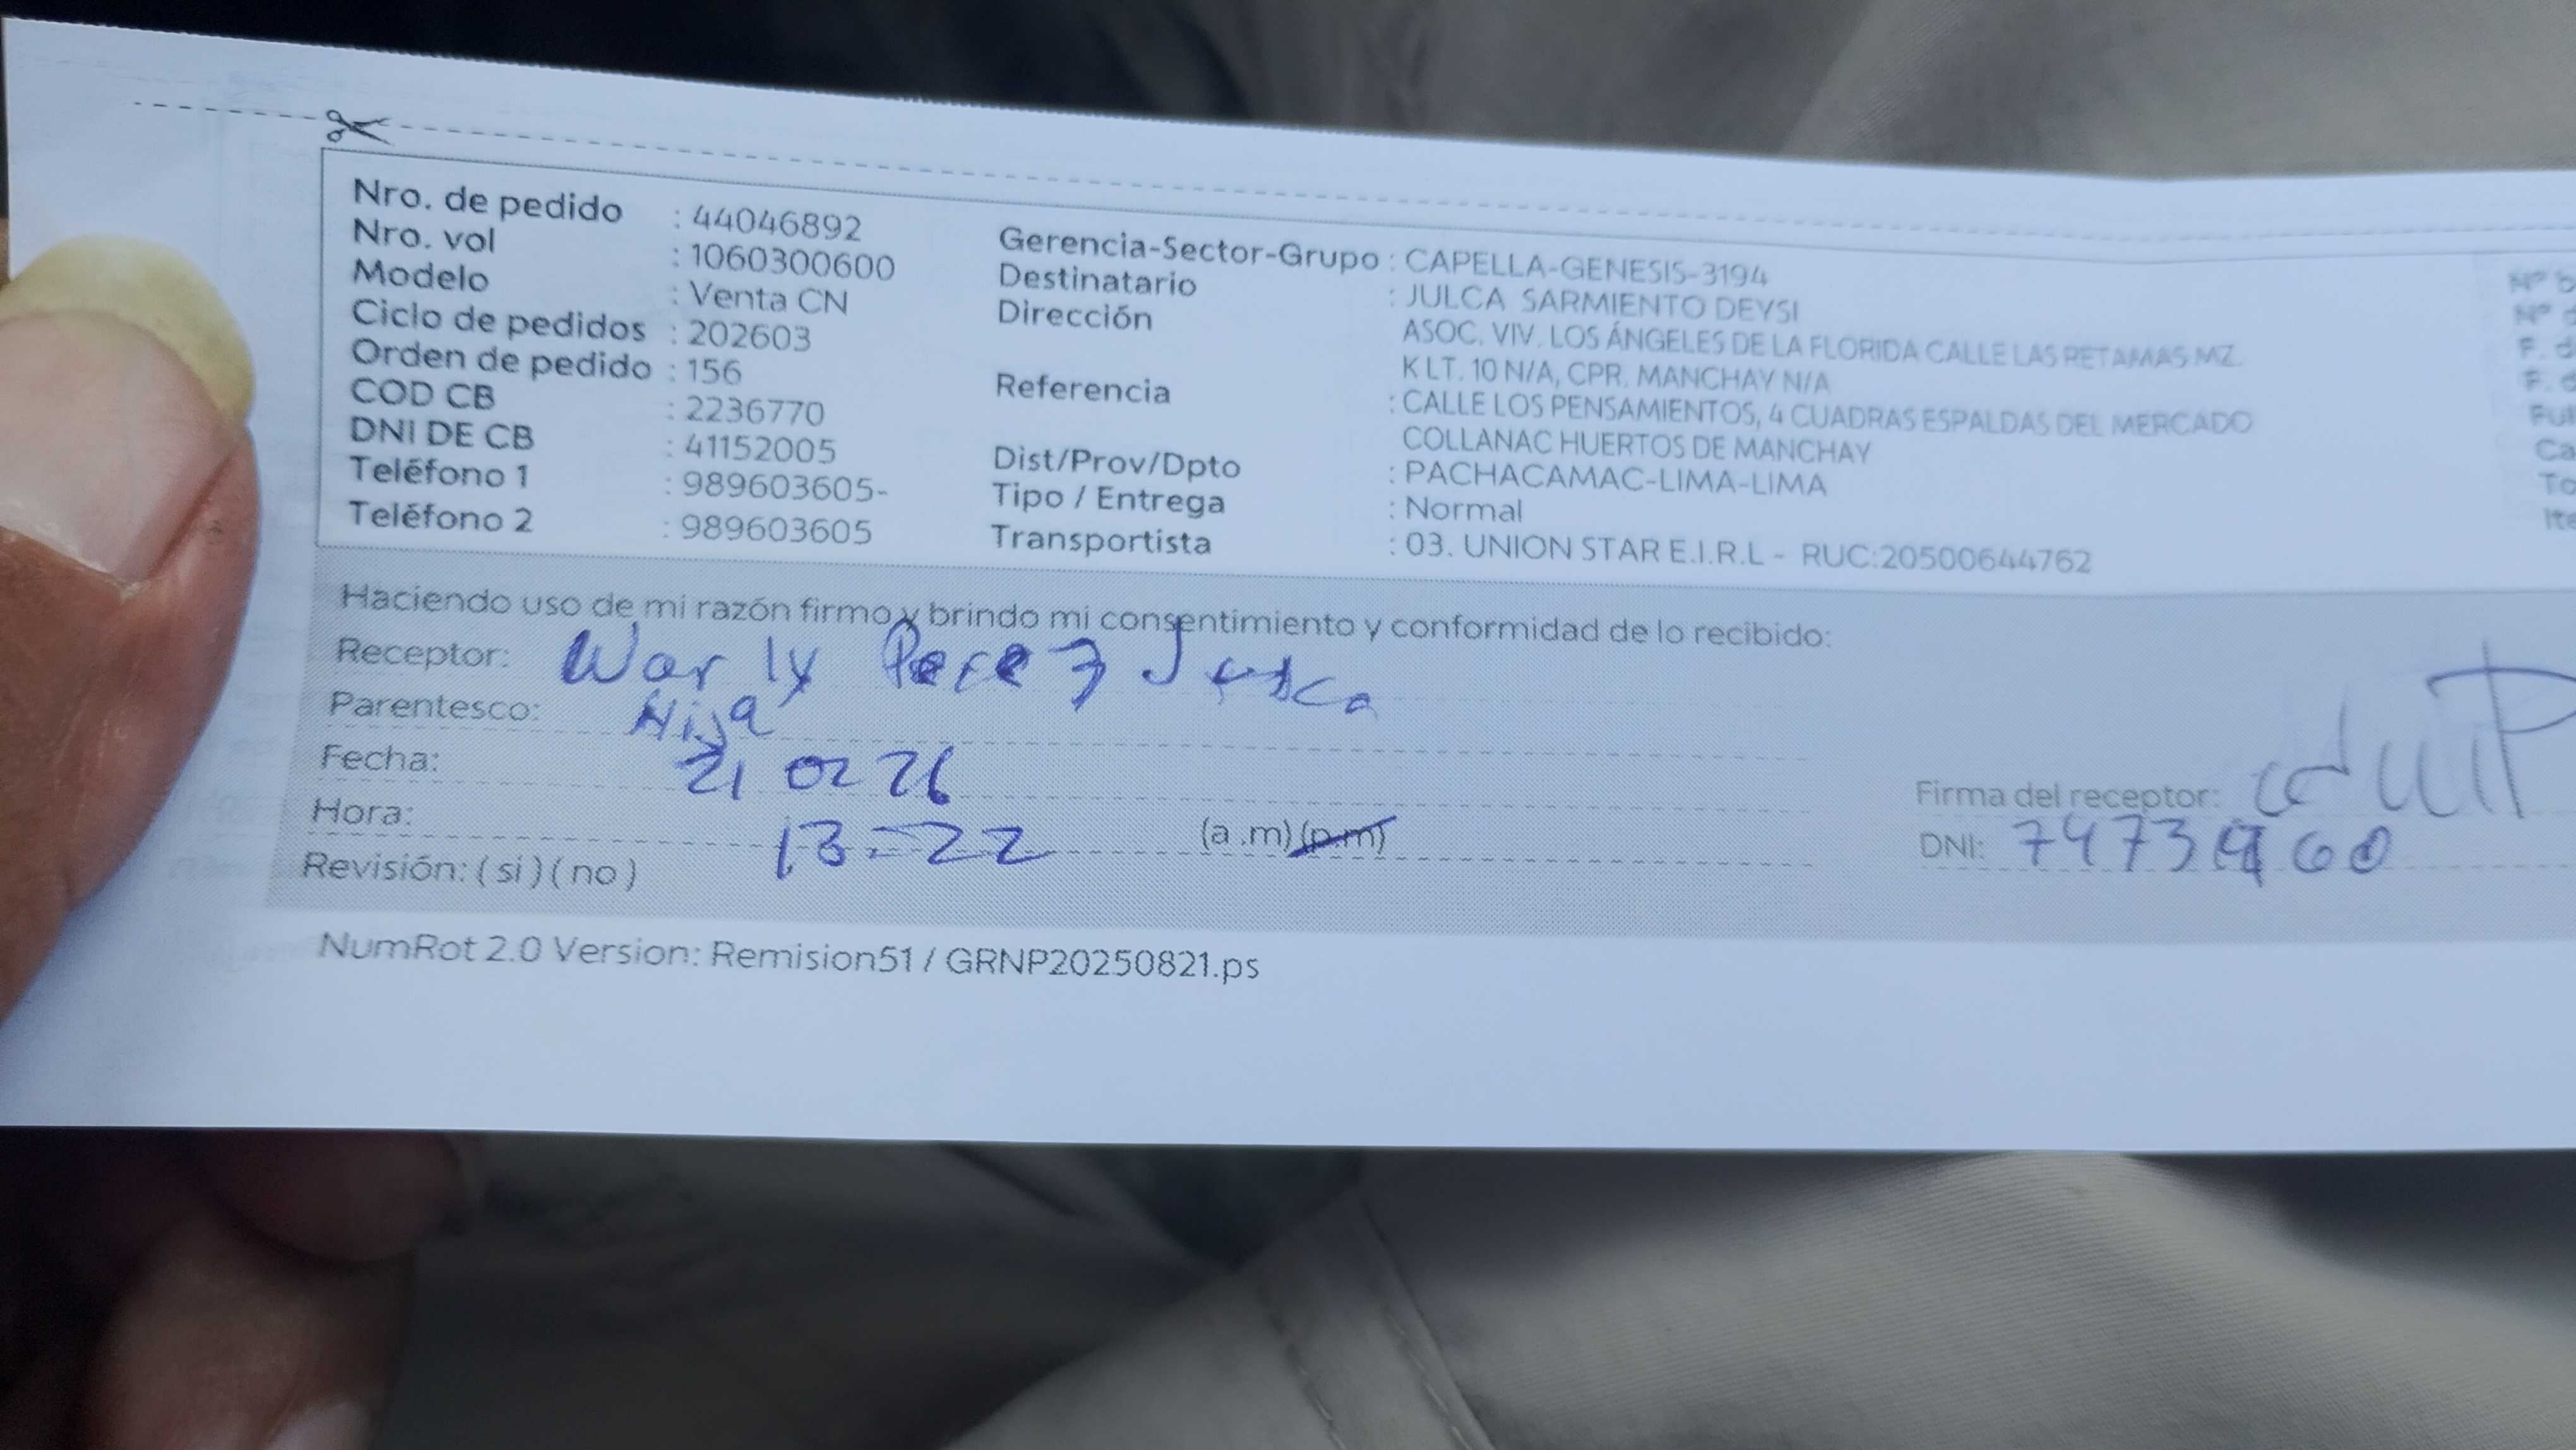 Nro. de pedido : 44046892
Nro. vol : 1060300600
Modelo : Venta CN
Ciclo de pedidos : 202603
Orden de pedido : 156
COD CB : 2236770
DNI DE CB : 41152005
Teléfono 1 : 989603605-
Teléfono 2 : 989603605
Gerencia-Sector-Grupo : CAPELLA-GENESIS-3194
Destinatario : JULCA SARMIENTO DEYSI
Dirección ASOC. VIV. LOS ÁNGELES DE LA FLORIDA CALLE LAS RETAMAS MZ.
K LT. 10 N/A, CPR. MANCHAY N/A
Referencia : CALLE LOS PENSAMIENTOS, 4 CUADRAS ESPALDAS DEL MERCADO
COLLANAC HUERTOS DE MANCHAY
Dist/Prov/Dpto : PACHACAMAC-LIMA-LIMA
Tipo / Entrega : Normal
Transportista : 03. UNION STAR E.I.R.L - RUC:20500644762
Nº
Nº
F. d
F. d
Ca
To
Ite
Haciendo uso de mi razón firmo y brindo mi consentimiento y conformidad de lo recibido:
Receptor: Warly Perez
Parentesco: Hija
Fecha: 21 02 26
Hora: 13=22 (a .m) (p.m)
Revisión: ( si ) ( no )
Firma del receptor:
DNI:
NumRot 2.0 Version: Remision51 / GRNP20250821.ps